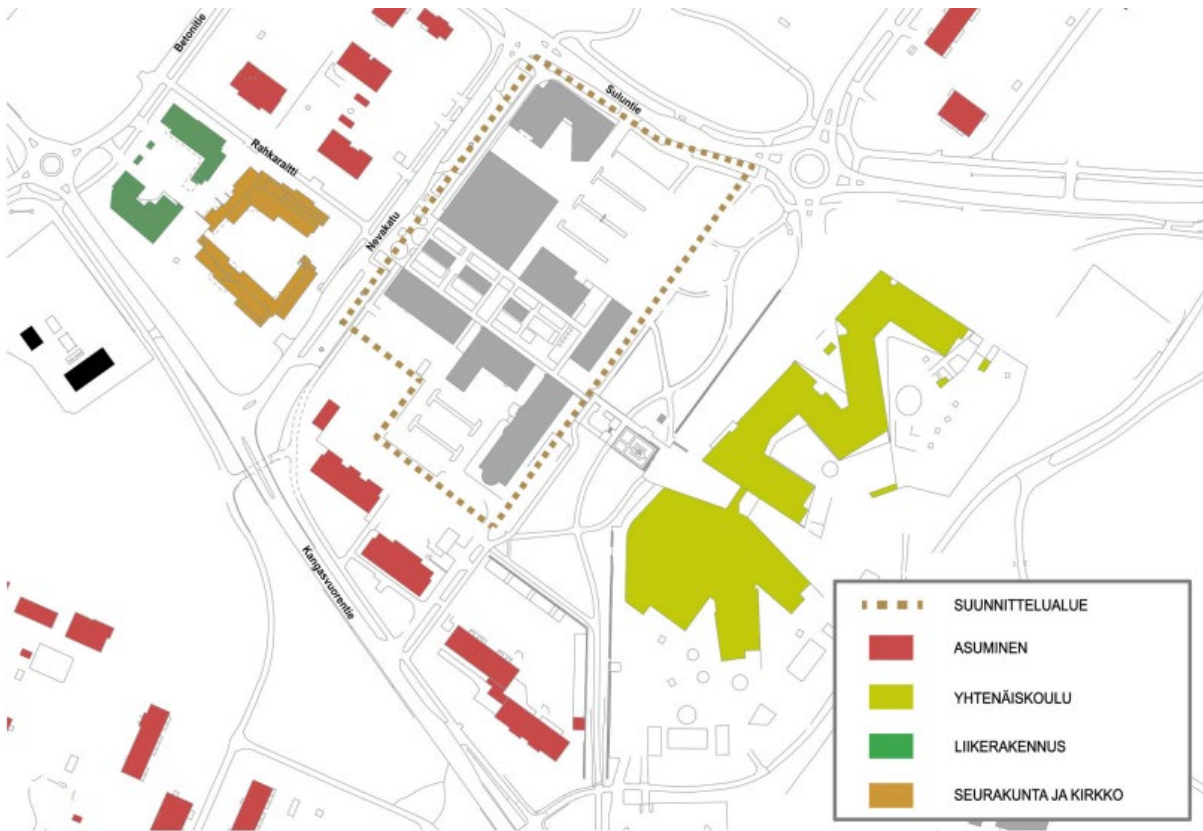 Betonitie
Suluntie
Rahkaraitti
Nevakatu
Kangasvuorentie
SUUNNITTELUALUE
ASUMINEN
YHTENÄISKOULU
LIIKERAKENNUS
SEURAKUNTA JA KIRKKO